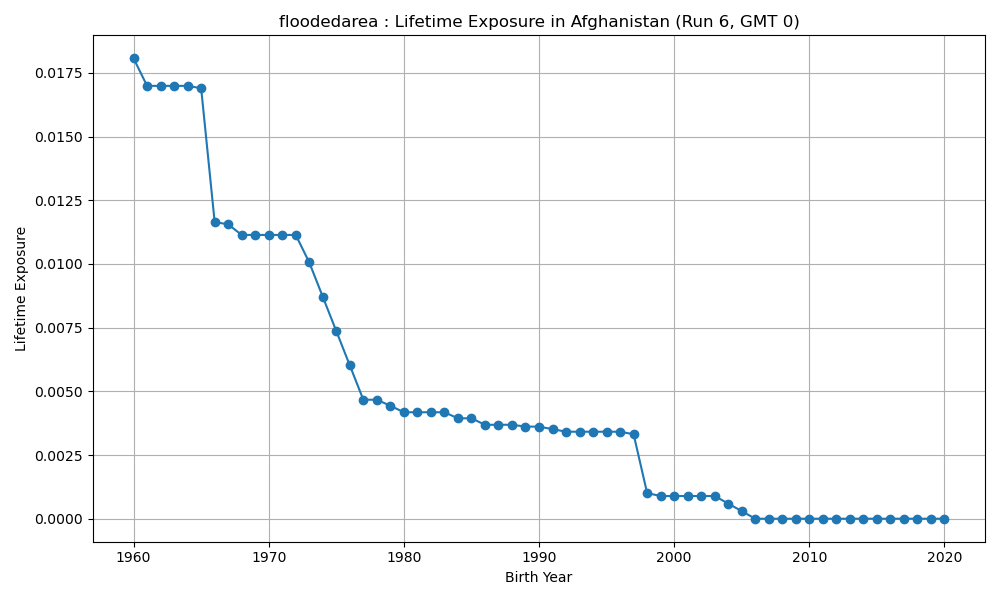 floodedarea : Lifetime Exposure in Afghanistan (Run 6, GMT 0)
0.0175
0.0150
0.0125
0.0100
0.0075
0.0050
0.0025
0.0000
Lifetime Exposure
1960 1970 1980 1990 2000 2010 2020
Birth Year